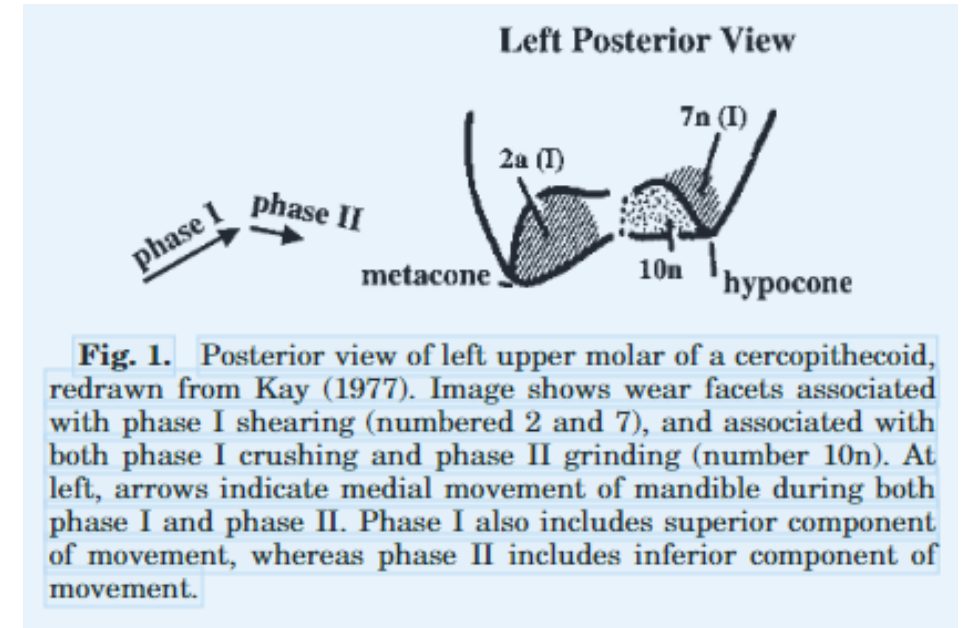 Left Posterior View
7n (I)
2a (I)
phase I
phase II
metacone
10n
hypocone
Fig. 1. Posterior view of left upper molar of a cercopithecoid,
redrawn from Kay (1977). Image shows wear facets associated
with phase I shearing (numbered 2 and 7), and associated with
both phase I crushing and phase II grinding (number 10n). At
left, arrows indicate medial movement of mandible during both
phase I and phase II. Phase I also includes superior component
of movement, whereas phase II includes inferior component of
movement.